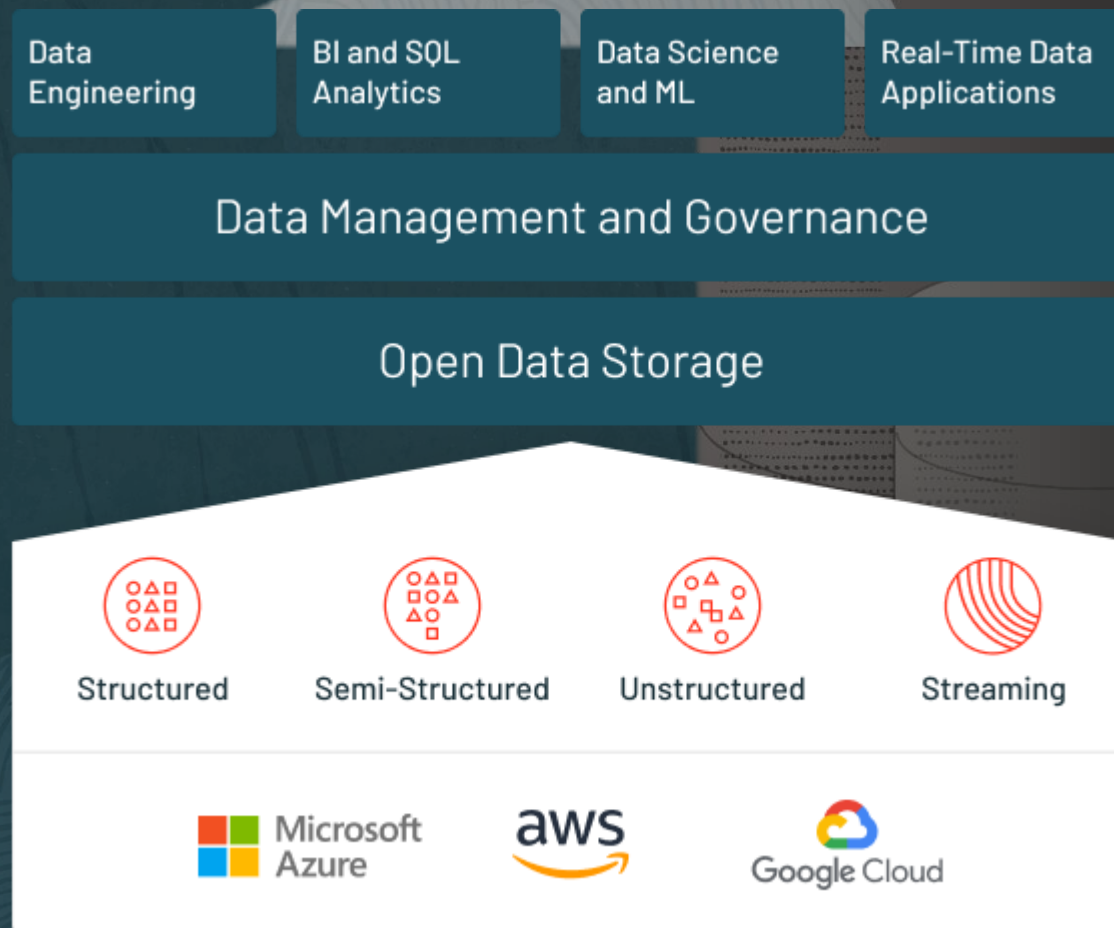 Data
Engineering
BI and SQL
Analytics
Data Science
and ML
Real-Time Data
Applications
Data Management and Governance
Open Data Storage
Structured
Semi-Structured
Unstructured
Streaming
Microsoft
Azure
aws
Google Cloud